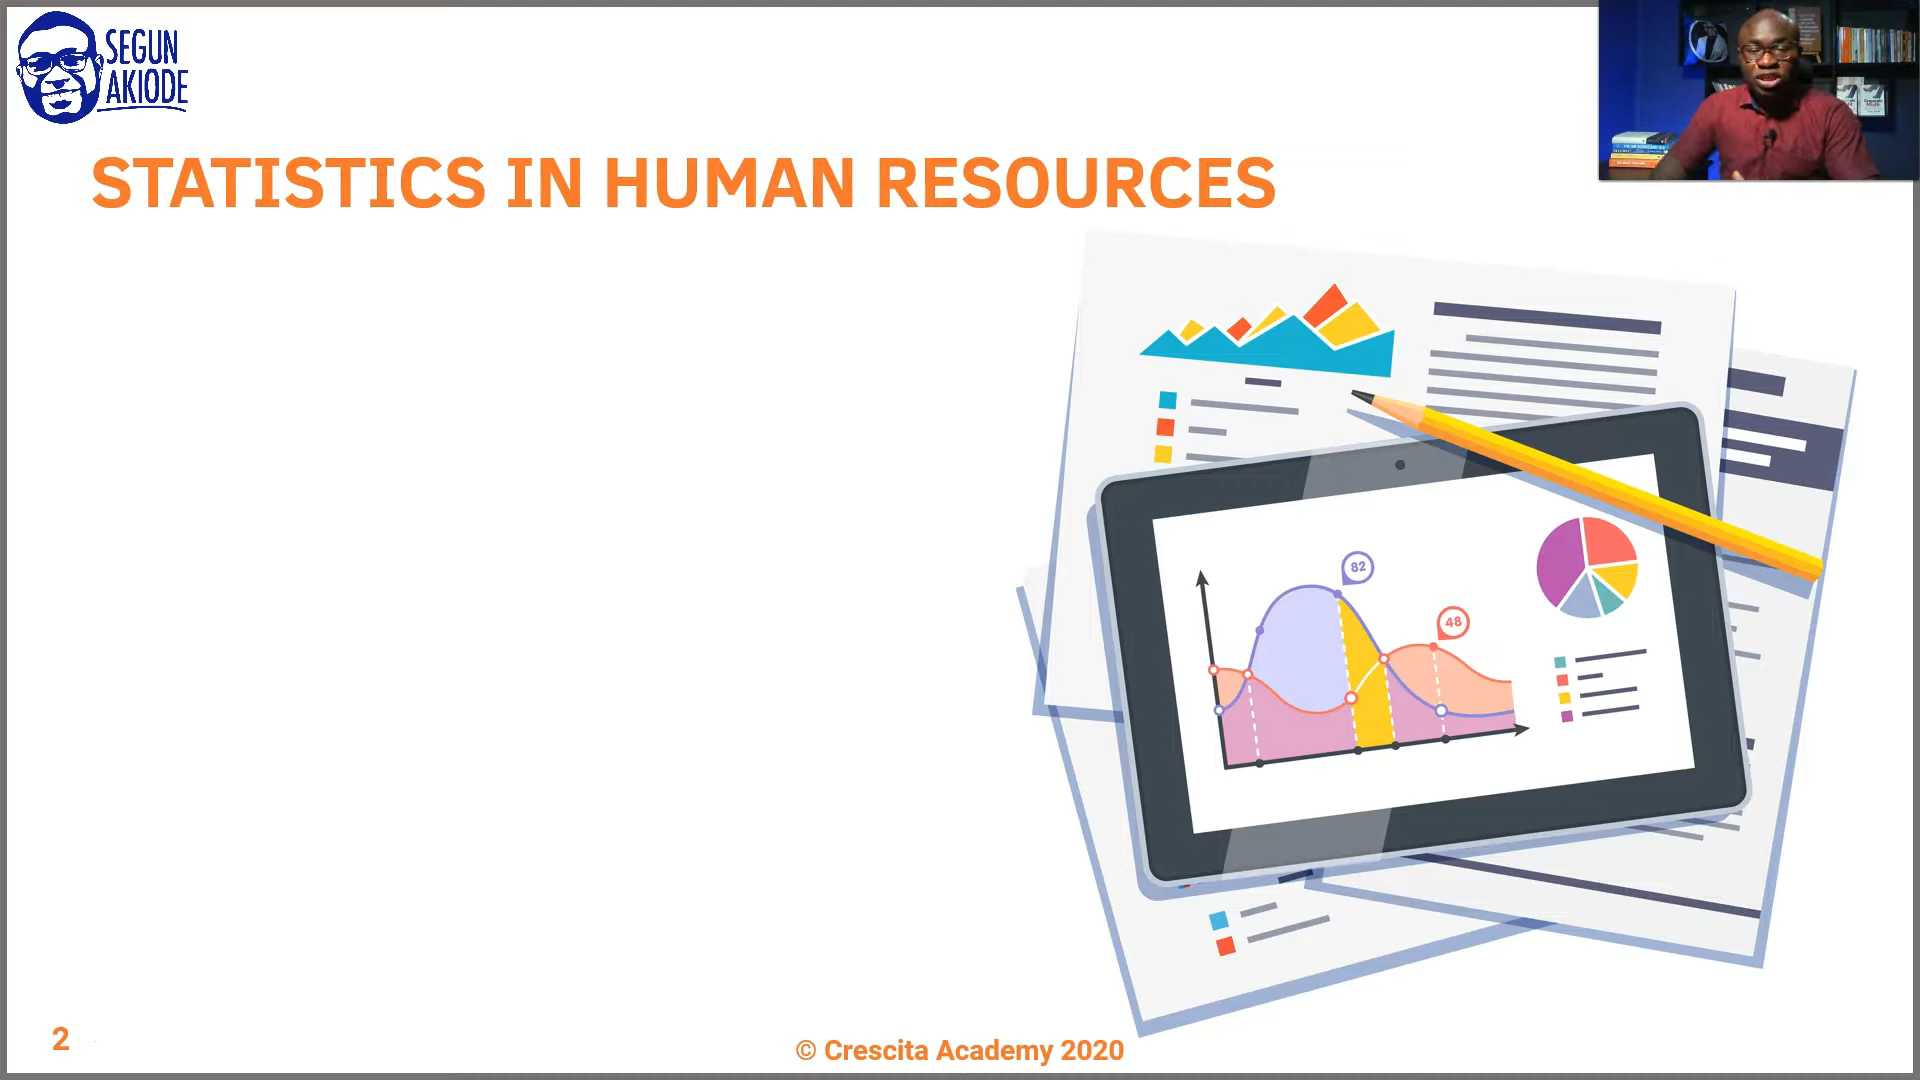 SEGUN
AKIODE
STATISTICS IN HUMAN RESOURCES
82
48
2
© Crescita Academy 2020